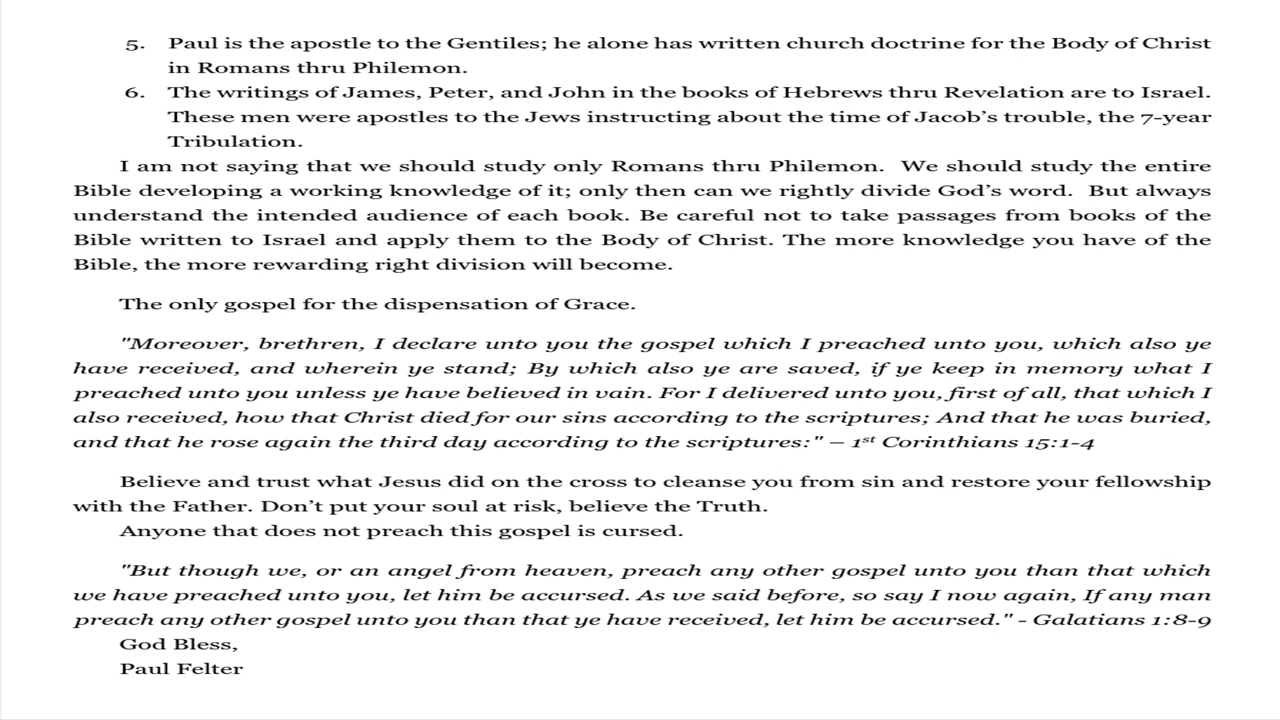 5. Paul is the apostle to the Gentiles; he alone has written church doctrine for the Body of Christ
in Romans thru Philemon.
6. The writings of James, Peter, and John in the books of Hebrews thru Revelation are to Israel.
These men were apostles to the Jews instructing about the time of Jacob’s trouble, the 7-year
Tribulation.
I am not saying that we should study only Romans thru Philemon. We should study the entire
Bible developing a working knowledge of it; only then can we rightly divide God’s word. But always
understand the intended audience of each book. Be careful not to take passages from books of the
Bible written to Israel and apply them to the Body of Christ. The more knowledge you have of the
Bible, the more rewarding right division will become.
The only gospel for the dispensation of Grace.
"Moreover, brethren, I declare unto you the gospel which I preached unto you, which also ye
have received, and wherein ye stand; By which also ye are saved, if ye keep in memory what I
preached unto you unless ye have believed in vain. For I delivered unto you, first of all, that which I
also received, how that Christ died for our sins according to the scriptures; And that he was buried,
and that he rose again the third day according to the scriptures:" – 1st Corinthians 15:1-4
Believe and trust what Jesus did on the cross to cleanse you from sin and restore your fellowship
with the Father. Don’t put your soul at risk, believe the Truth.
Anyone that does not preach this gospel is cursed.
"But though we, or an angel from heaven, preach any other gospel unto you than that which
we have preached unto you, let him be accursed. As we said before, so say I now again, If any man
preach any other gospel unto you than that ye have received, let him be accursed." - Galatians 1:8-9
God Bless,
Paul Felter